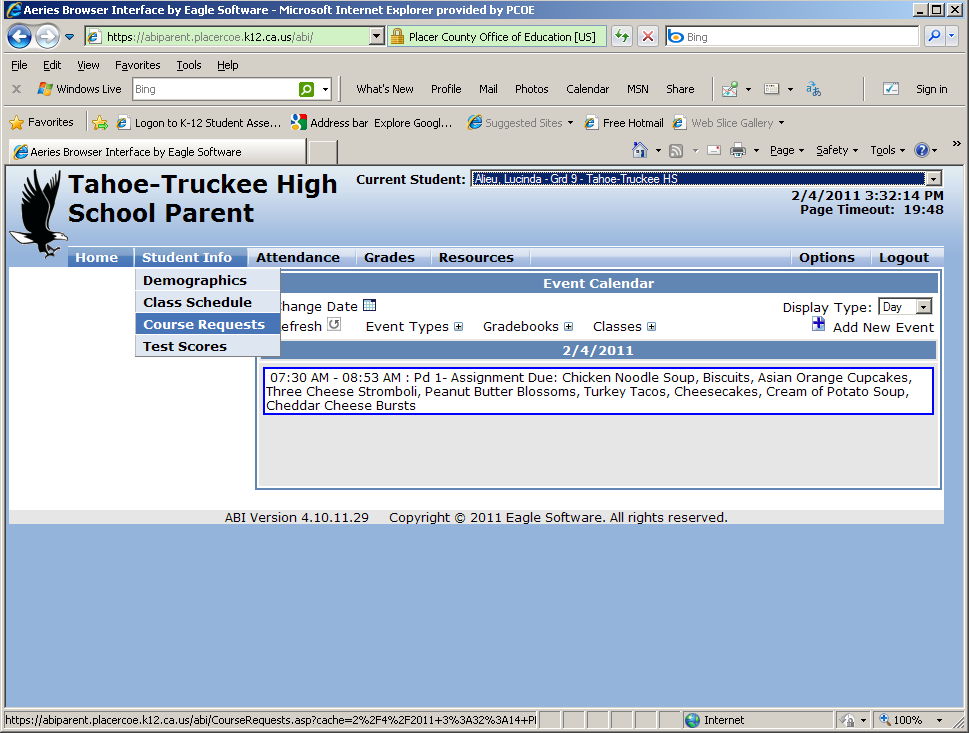 Aeries Browser Interface by Eagle Software - Microsoft Internet Explorer provided by PCOE
https://abiparent.placercoe.k12.ca.us/abi/ Placer County Office of Education [US] Bing
File Edit View Favorites Tools Help
Windows Live Bing What's New Profile Mail Photos Calendar MSN Share Sign in
Favorites Logon to K-12 Student Asse... Address bar Explore Googl... Suggested Sites Free Hotmail Web Slice Gallery
Aeries Browser Interface by Eagle Software Page Safety Tools
Tahoe-Truckee High
School Parent
Current Student: Alieu, Lucinda - Grd 9 - Tahoe-Truckee HS
2/4/2011 3:32:14 PM
Page Timeout: 19:48
Home Student Info Attendance Grades Resources Options Logout
Demographics
Class Schedule
Course Requests
Test Scores
Event Calendar
hange Date Display Type: Day
efresh Event Types Gradebooks Classes Add New Event
2/4/2011
07:30 AM - 08:53 AM : Pd 1- Assignment Due: Chicken Noodle Soup, Biscuits, Asian Orange Cupcakes,
Three Cheese Stromboli, Peanut Butter Blossoms, Turkey Tacos, Cheesecakes, Cream of Potato Soup,
Cheddar Cheese Bursts
ABI Version 4.10.11.29 Copyright © 2011 Eagle Software. All rights reserved.
https://abiparent.placercoe.k12.ca.us/abi/CourseRequests.asp?cache=2%2F4%2F2011+3%3A32%3A14+P Internet 100%